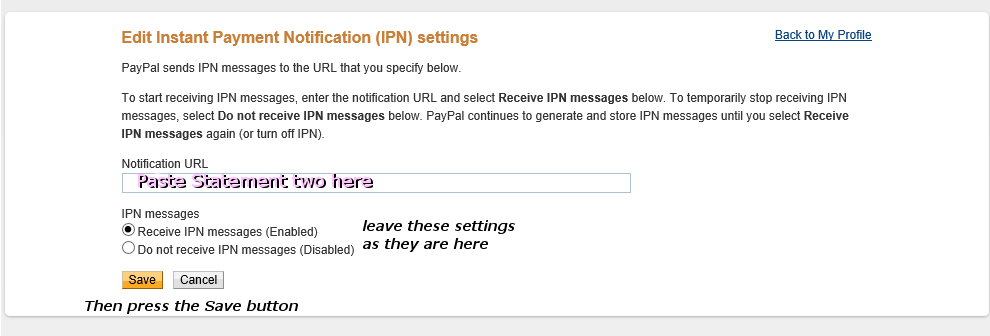 Edit Instant Payment Notification (IPN) settings
Back to My Profile
PayPal sends IPN messages to the URL that you specify below.
To start receiving IPN messages, enter the notification URL and select Receive IPN messages below. To temporarily stop receiving IPN
messages, select Do not receive IPN messages below. PayPal continues to generate and store IPN messages until you select Receive
IPN messages again (or turn off IPN).
Notification URL
Paste Statement two here
IPN messages
Receive IPN messages (Enabled)
Do not receive IPN messages (Disabled)
leave these settings
as they are here
Save
Cancel
Then press the Save button